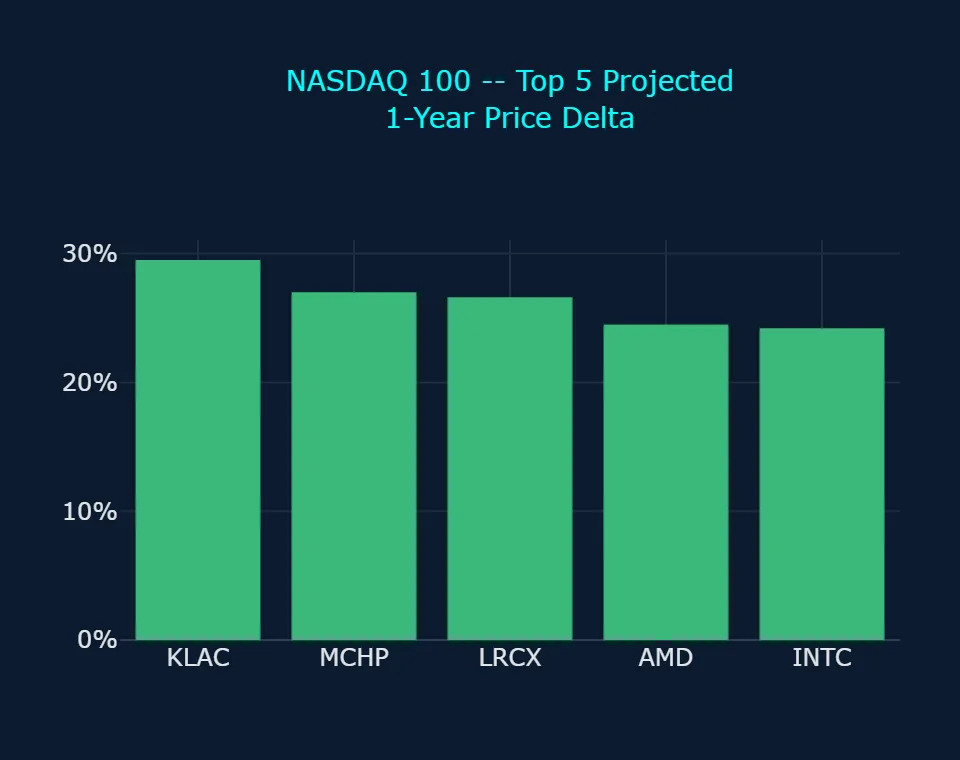 NASDAQ 100 -- Top 5 Projected
1-Year Price Delta
30%
20%
10%
0%
KLAC MCHP LRCX AMD INTC